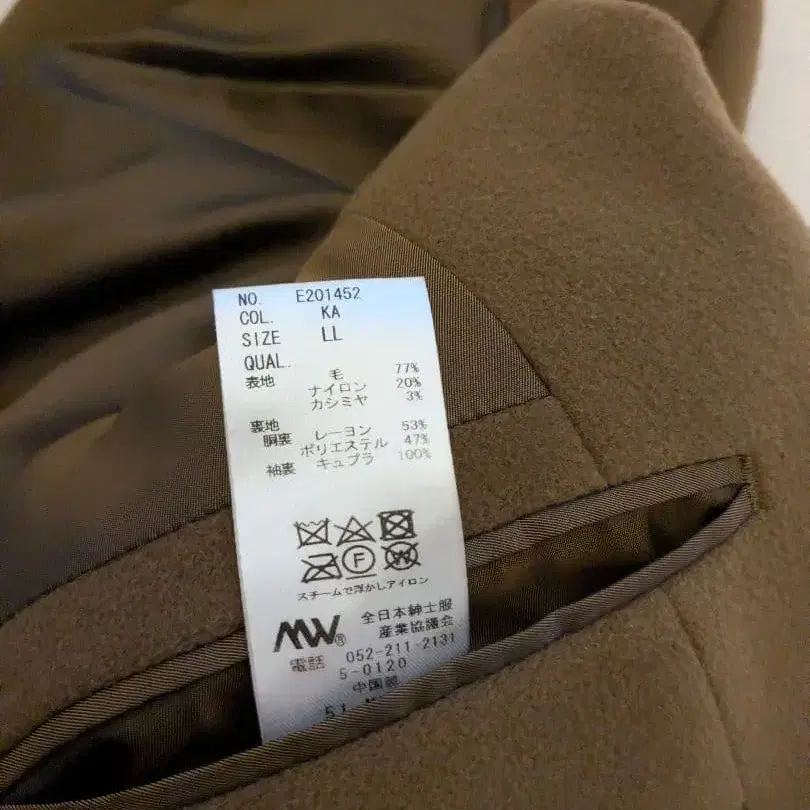 NO. E201452
COL. KA
SIZE LL
QUAL.
表地 毛 77%
ナイロン 20%
カシミヤ 3%
裏地
胴裏 レーヨン 53%
ポリエステル 47%
袖裏 キュプラ 100%
F
W
スチームで浮かしアイロン
MW® 全日本紳士服
産業協議会
電話 052-211-2131
5-0120
中国製